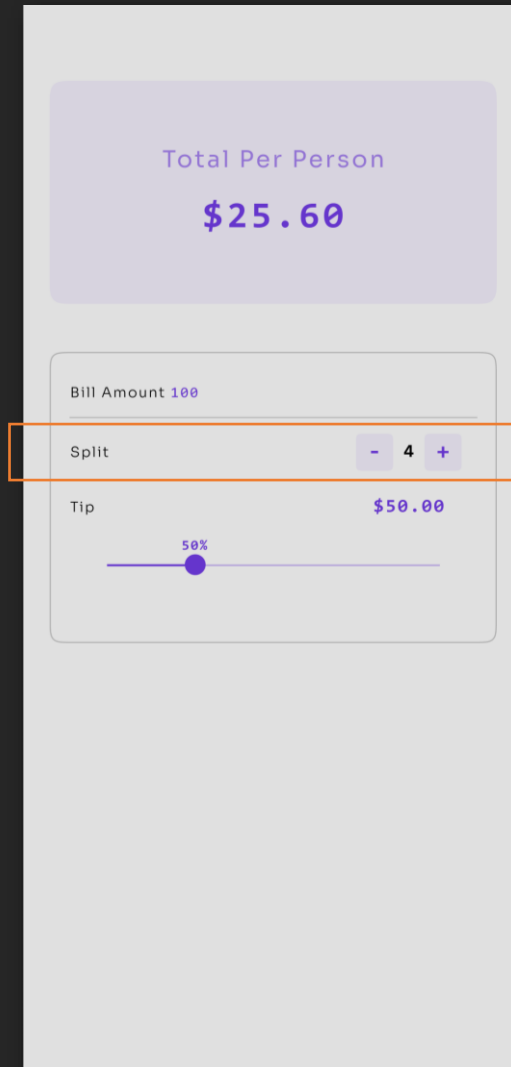 Total Per Person
$25.60
Bill Amount 100
Split - 4 +
Tip $50.00
50%